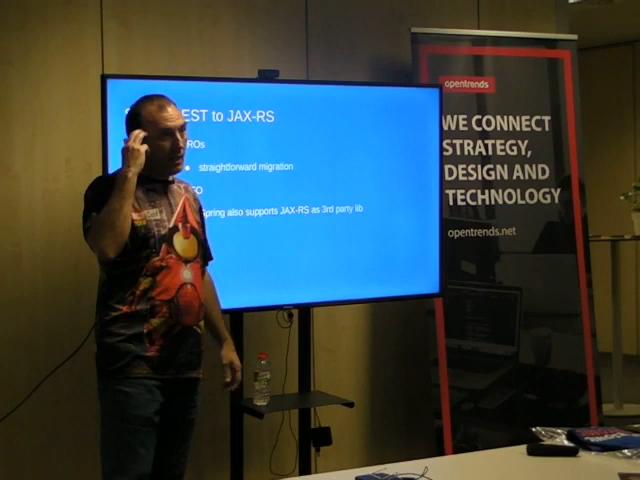 EST to JAX-RS
ROs
straightforward migration
Spring also supports JAX-RS as 3rd party lib
opentrends
WE CONNECT
STRATEGY,
DESIGN AND
TECHNOLOGY
opentrends.net